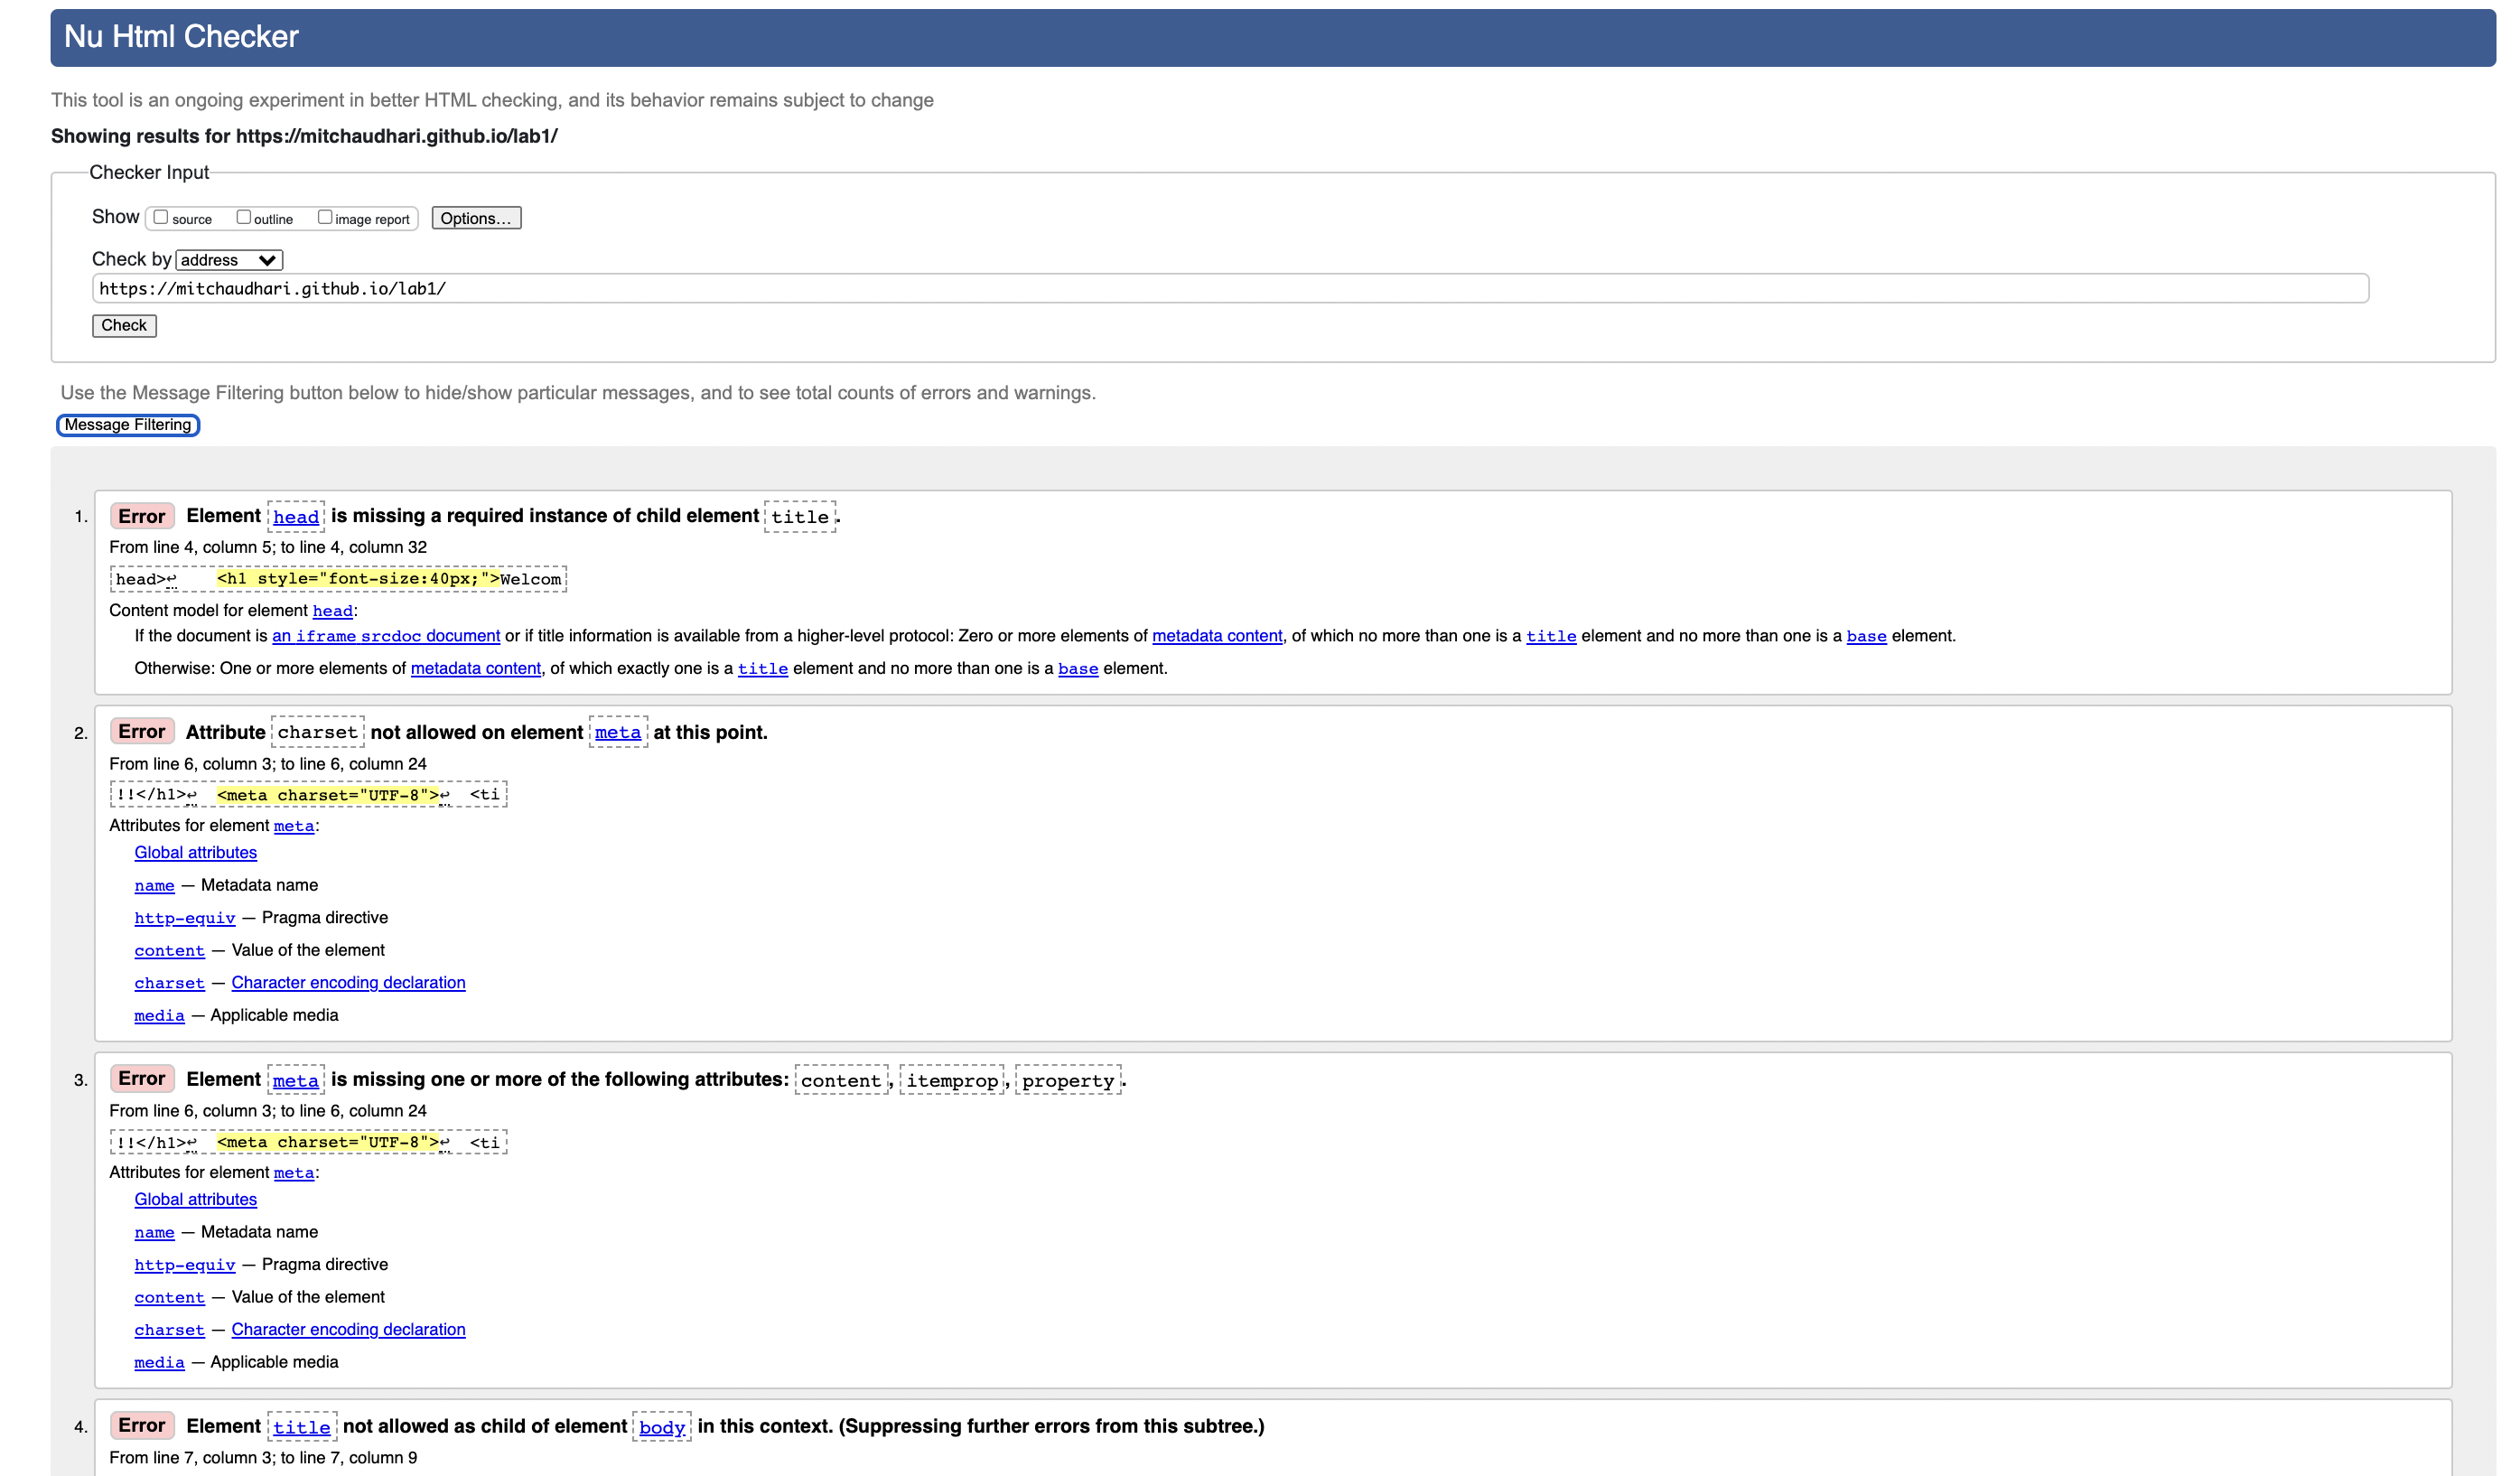 Nu Html Checker
This tool is an ongoing experiment in better HTML checking, and its behavior remains subject to change
Showing results for https://mitchaudhari.github.io/lab1/
Checker Input
Show source outline image report Options...
Check by address
https://mitchaudhari.github.io/lab1/
Check
Use the Message Filtering button below to hide/show particular messages, and to see total counts of errors and warnings.
Message Filtering
1. Error Element head is missing a required instance of child element title.
From line 4, column 5; to line 4, column 32
head>↩ <h1 style="font-size:40px;">Welcom
Content model for element head:
If the document is an iframe srcdoc document or if title information is available from a higher-level protocol: Zero or more elements of metadata content, of which no more than one is a title element and no more than one is a base element.
Otherwise: One or more elements of metadata content, of which exactly one is a title element and no more than one is a base element.
2. Error Attribute charset not allowed on element meta at this point.
From line 6, column 3; to line 6, column 24
!!</h1>↩ <meta charset="UTF-8">↩ <ti
Attributes for element meta:
Global attributes
name — Metadata name
http-equiv — Pragma directive
content — Value of the element
charset — Character encoding declaration
media — Applicable media
3. Error Element meta is missing one or more of the following attributes: content, itemprop, property.
From line 6, column 3; to line 6, column 24
!!</h1>↩ <meta charset="UTF-8">↩ <ti
Attributes for element meta:
Global attributes
name — Metadata name
http-equiv — Pragma directive
content — Value of the element
charset — Character encoding declaration
media — Applicable media
4. Error Element title not allowed as child of element body in this context. (Suppressing further errors from this subtree.)
From line 7, column 3; to line 7, column 9